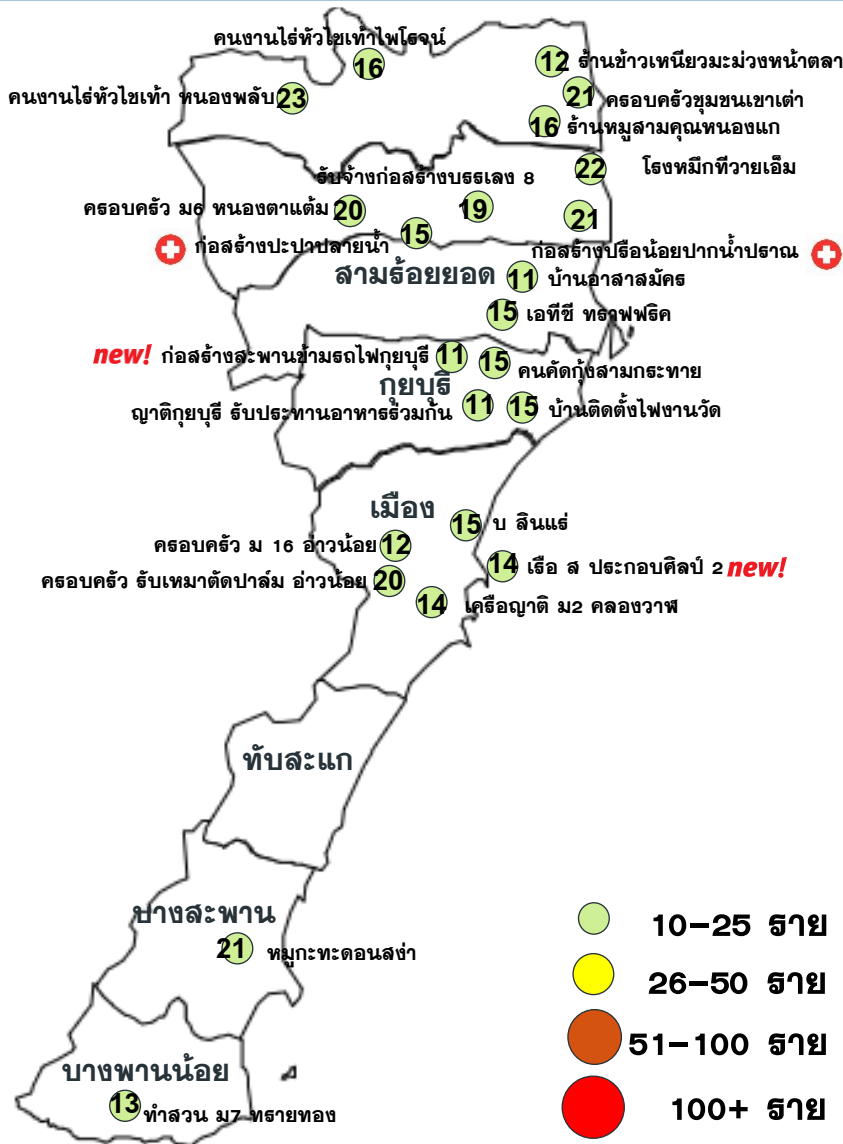 คนงานไร่หัวไชเท้าไพโรจน์
16
12 ร้านข้าวเหนียวมะม่วงหน้าตลา
คนงานไร่หัวไชเท้า หนองพลับ 23
21 ครอบครัวชุมชนเขาเต่า
16 ร้านหมูสามคุณหนองแก
22 โรงหมึกทีวายเอ็ม
รับจ้างก่อสร้างบรรเลง 8
19
ครอบครัว ม6 หนองตาแต้ม 20
21
15
ก่อสร้างปะปาปลายน้ำ
ก่อสร้างปรือน้อยปากน้ำปราณ
สามร้อยยอด
11 บ้านอาสาสมัคร
15 เอทีซี ทราฟฟริค
new! ก่อสร้างสะพานข้ามรถไฟกุยบุรี 11
15 คนคัดกุ้งสามกระทาย
กุยบุรี
ญาติกุยบุรี รับประทานอาหารร่วมกัน 11
15 บ้านติดตั้งไฟงานวัด
เมือง
15 บ สินแร่
ครอบครัว ม 16 อ่าวน้อย 12
14 เรือ ส ประกอบศิลป์ 2 new!
ครอบครัว รับเหมาตัดปาล์ม อ่าวน้อย 20
14 เครือญาติ ม2 คลองวาฬ
ทับสะแก
บางสะพาน
21 หมูกะทะดอนสง่า
บางพานน้อย
13 ทำสวน ม7 ทรายทอง
10-25 ราย
26-50 ราย
51-100 ราย
100+ ราย